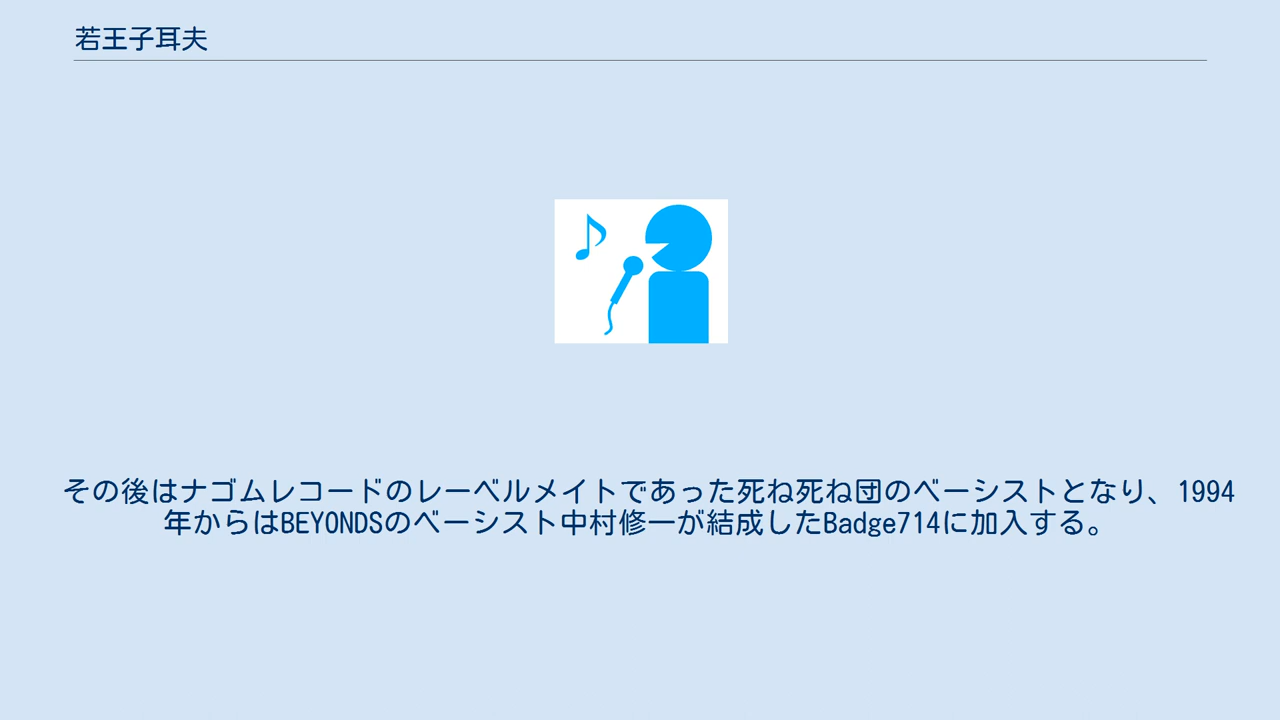 若王子耳夫
その後はナゴムレコードのレーベルメイトであった死ね死ね団のベーシストとなり、1994
年からはBEYONDSのベーシスト中村修一が結成したBadge714に加入する。